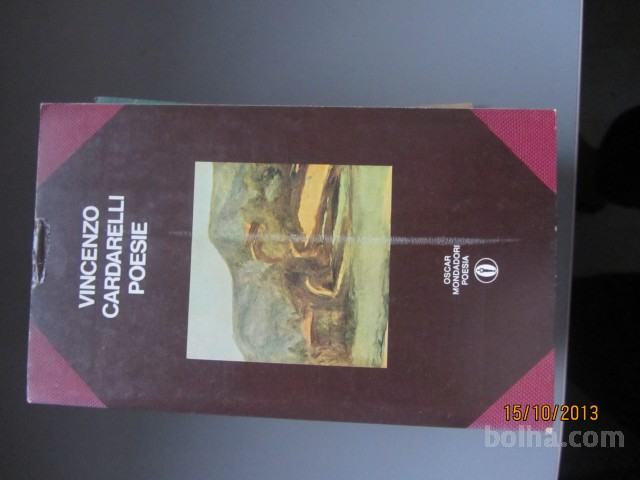 VINCENZO
CARDARELLI
POESIE
OSCAR
MONDADORI
POESIA
15/10/2013
bolha.com